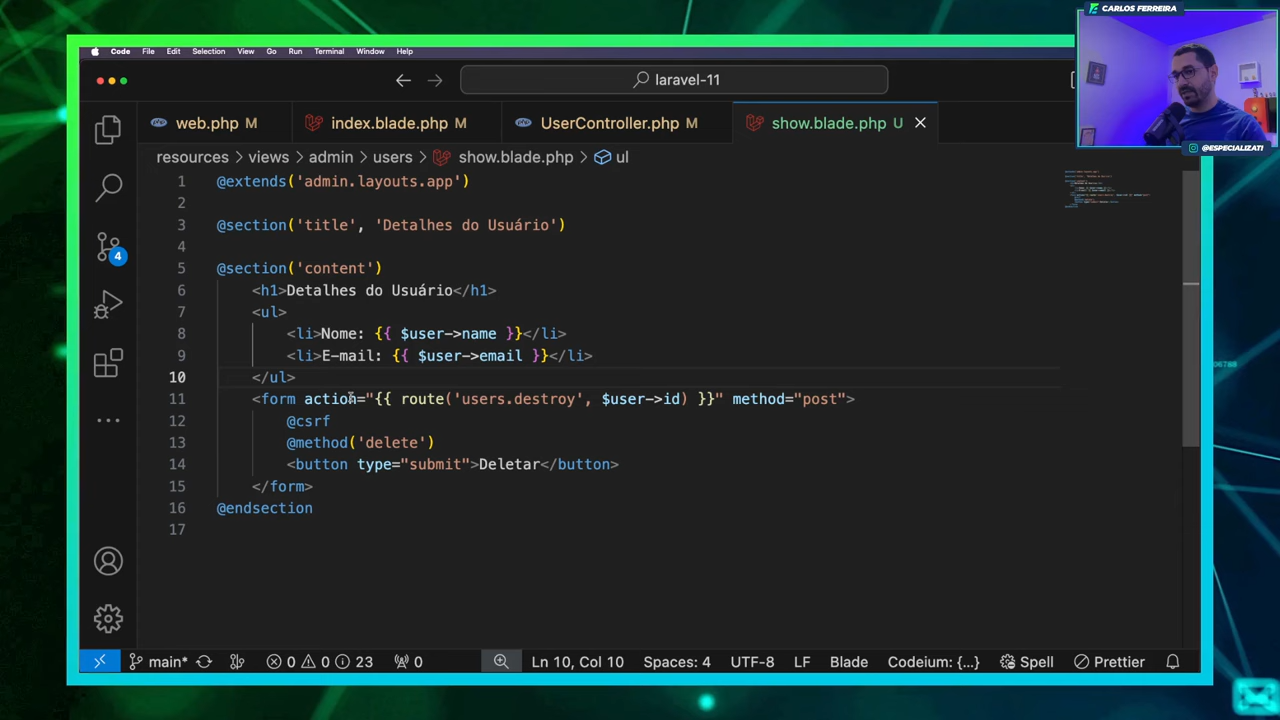 CARLOS FERREIRA
@ESPECIALIZATI
Code File Edit Selection View Go Run Terminal Window Help
laravel-11
web.php M
index.blade.php M
UserController.php M
show.blade.php U
resources > views > admin > users > show.blade.php > ul
1 @extends('admin.layouts.app')
2
3 @section('title', 'Detalhes do Usuário')
4
5 @section('content')
6 <h1>Detalhes do Usuário</h1>
7 <ul>
8 <li>Nome: {{ $user->name }}</li>
9 <li>E-mail: {{ $user->email }}</li>
10 </ul>
11 <form action="{{ route('users.destroy', $user->id) }}" method="post">
12 @csrf
13 @method('delete')
14 <button type="submit">Deletar</button>
15 </form>
16 @endsection
17
4
main* 0 0 23 0 Ln 10, Col 10 Spaces: 4 UTF-8 LF Blade Codeium: {...} Spell Prettier